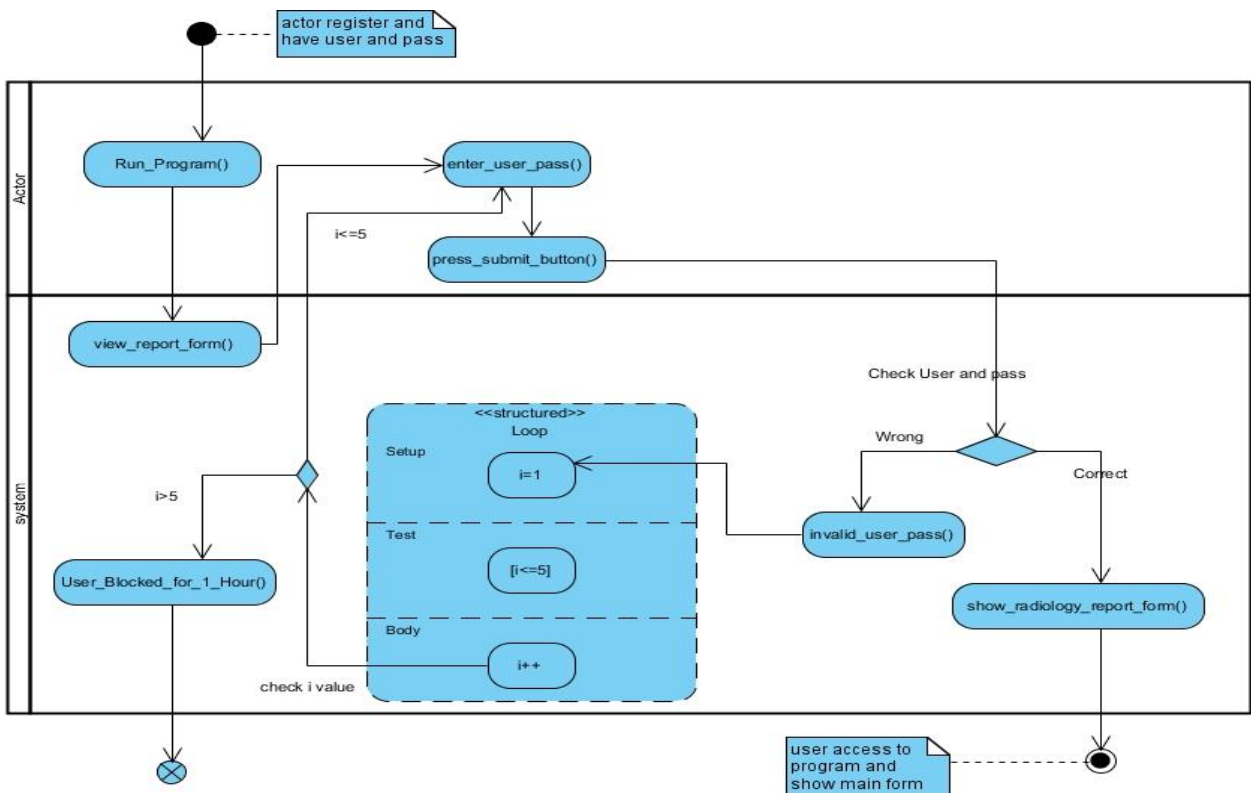 actor register and
have user and pass
Actor
Run_Program()
enter_user_pass()
i<=5
press_submit_button()
system
view_report_form()
Check User and pass
<<structured>>
Loop
Setup
i=1
Wrong
Correct
i>5
invalid_user_pass()
Test
[i<=5]
User_Blocked_for_1_Hour()
show_radiology_report_form()
Body
i++
check i value
user access to
program and
show main form